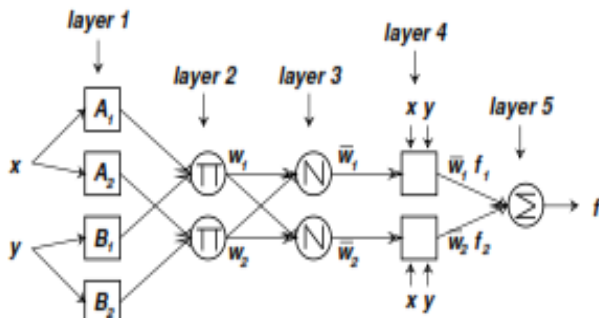 layer 1
layer 2
layer 3
layer 4
layer 5
x
y
A₁
A₂
B₁
B₂
Π
Π
w₁
w₂
N
N
w̅₁
w̅₂
x y
x y
w̅₁ f₁
w̅₂ f₂
Σ
f